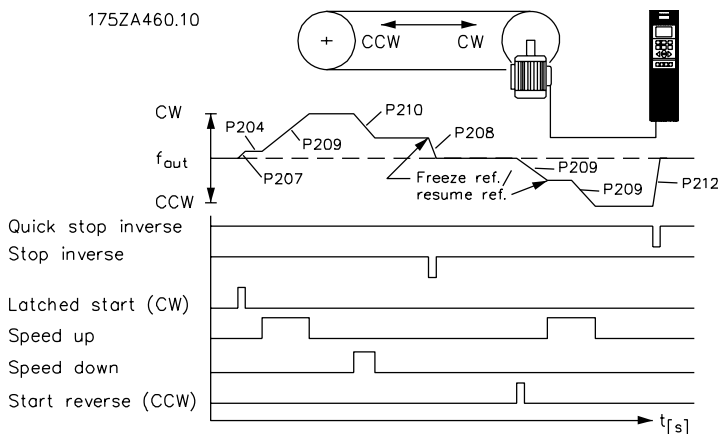 175ZA460.10
CCW
CW
CW
P204
P209
P210
P208
P207
f out
Freeze ref./
resume ref.
P209
P209
P212
CCW
Quick stop inverse
Stop inverse
Latched start (CW)
Speed up
Speed down
Start reverse (CCW)
t[s]